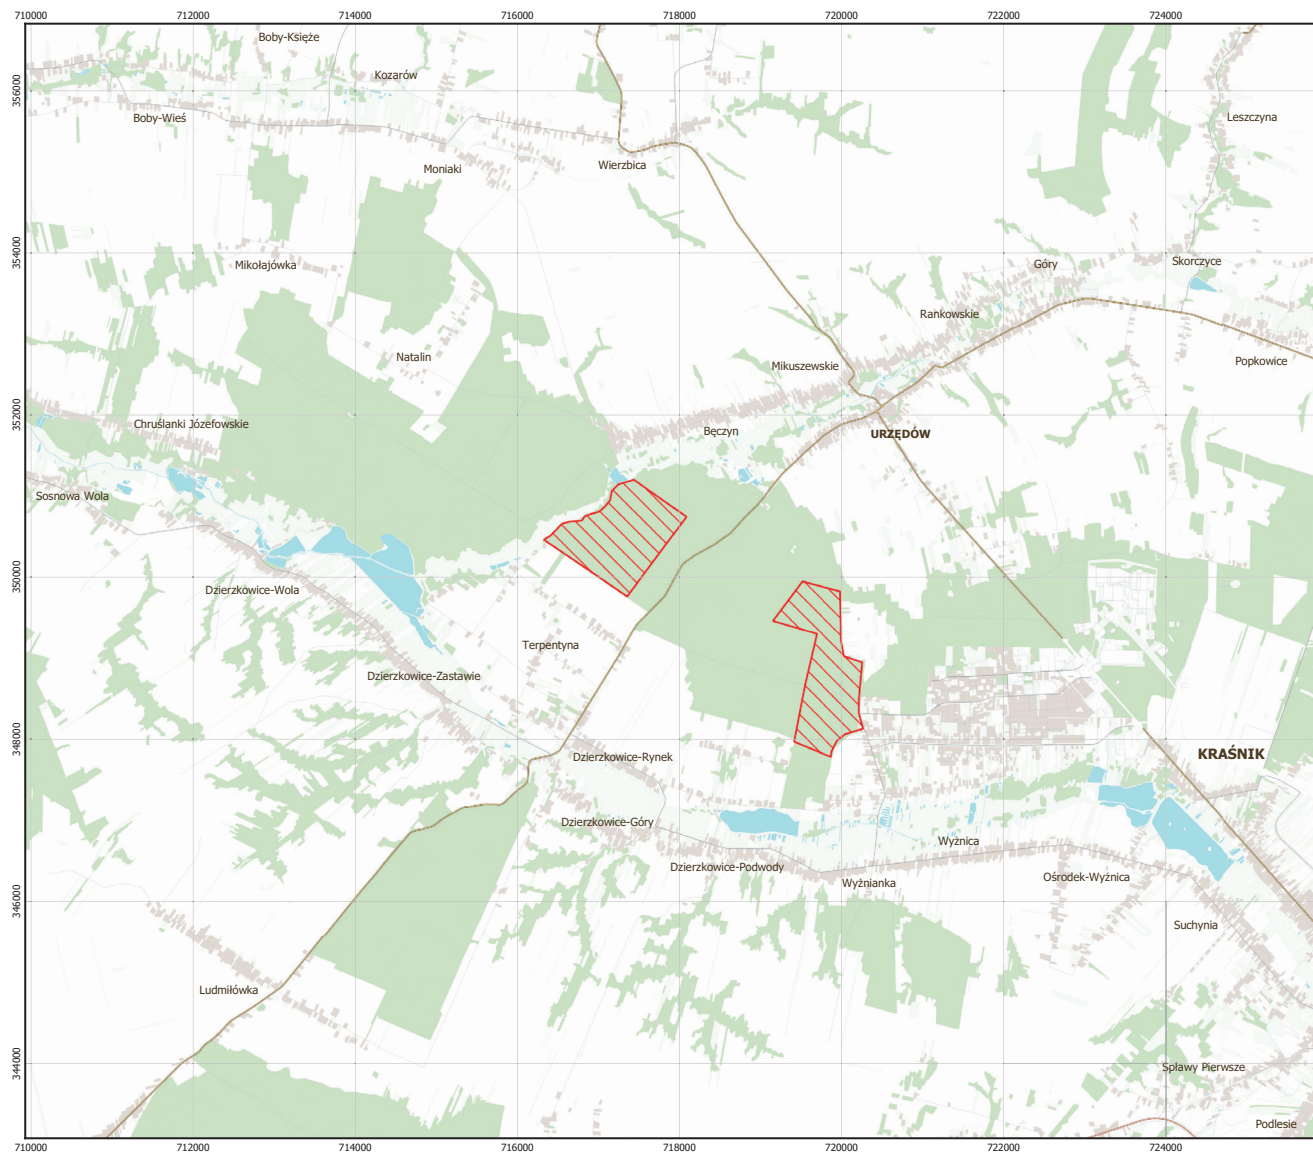 710000 712000 714000 716000 718000 720000 722000 724000
Boby-Księże
Kozarów
356000
Boby-Wieś
Leszczyna
Wierzbica
Moniaki
354000
Mikołajówka
Góry
Skorczyce
Rankowskie
Natalin
Mikuszewskie
Popkowice
352000
Chruślanki Józefowskie
Bęczyn
URZĘDÓW
Sosnowa Wola
350000
Dzierzkowice-Wola
Terpentyna
Dzierzkowice-Zastawie
348000
Dzierzkowice-Rynek
KRAŚNIK
Dzierzkowice-Góry
Wyżnica
Dzierzkowice-Podwody
Wyżnianka
Ośrodek-Wyżnica
346000
Suchynia
Ludmiłówka
344000
Spławy Pierwsze
Podlesie
710000 712000 714000 716000 718000 720000 722000 724000